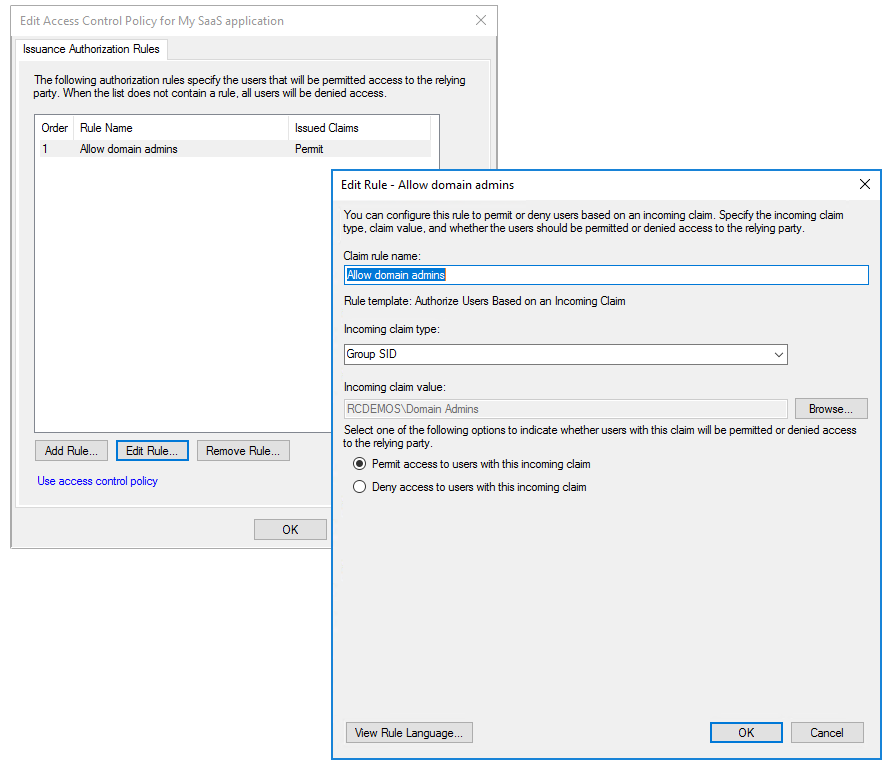 Edit Access Control Policy for My SaaS application
Issuance Authorization Rules
The following authorization rules specify the users that will be permitted access to the relying
party. When the list does not contain a rule, all users will be denied access.
Order Rule Name Issued Claims
1 Allow domain admins Permit
Add Rule... Edit Rule... Remove Rule...
Use access control policy
OK
Edit Rule - Allow domain admins
You can configure this rule to permit or deny users based on an incoming claim. Specify the incoming claim
type, claim value, and whether the users should be permitted or denied access to the relying party.
Claim rule name:
Allow domain admins
Rule template: Authorize Users Based on an Incoming Claim
Incoming claim type:
Group SID
Incoming claim value:
RCDEMOS\Domain Admins Browse...
Select one of the following options to indicate whether users with this claim will be permitted or denied access
to the relying party.
Permit access to users with this incoming claim
Deny access to users with this incoming claim
View Rule Language... OK Cancel